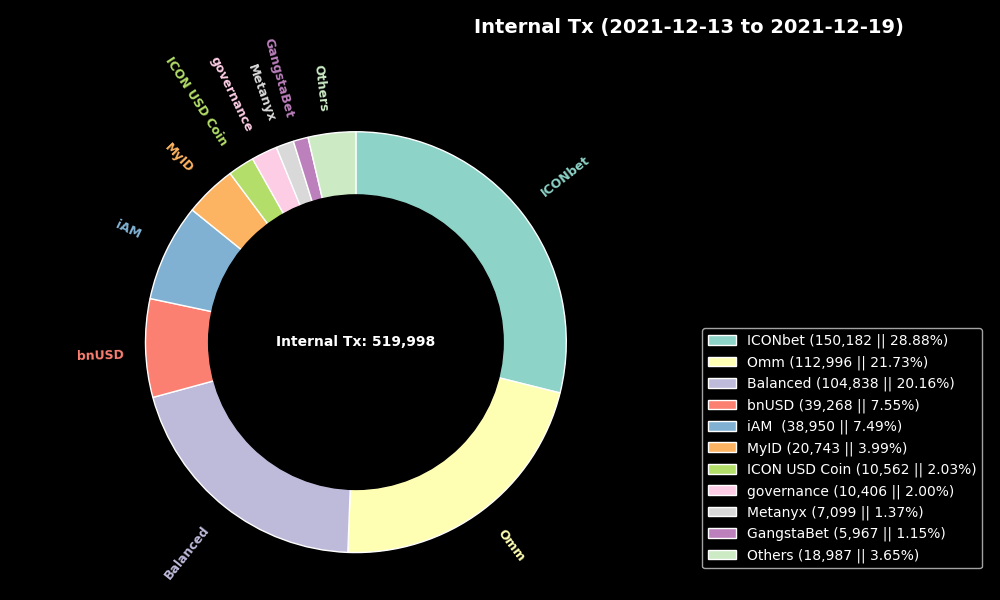 Internal Tx (2021-12-13 to 2021-12-19)
GangstaBet
Others
Metanyx
governance
ICON USD Coin
MyID
ICONbet
iAM
Internal Tx: 519,998
bnUSD
Omm
Balanced
ICONbet (150,182 || 28.88%)
Omm (112,996 || 21.73%)
Balanced (104,838 || 20.16%)
bnUSD (39,268 || 7.55%)
iAM  (38,950 || 7.49%)
MyID (20,743 || 3.99%)
ICON USD Coin (10,562 || 2.03%)
governance (10,406 || 2.00%)
Metanyx (7,099 || 1.37%)
GangstaBet (5,967 || 1.15%)
Others (18,987 || 3.65%)